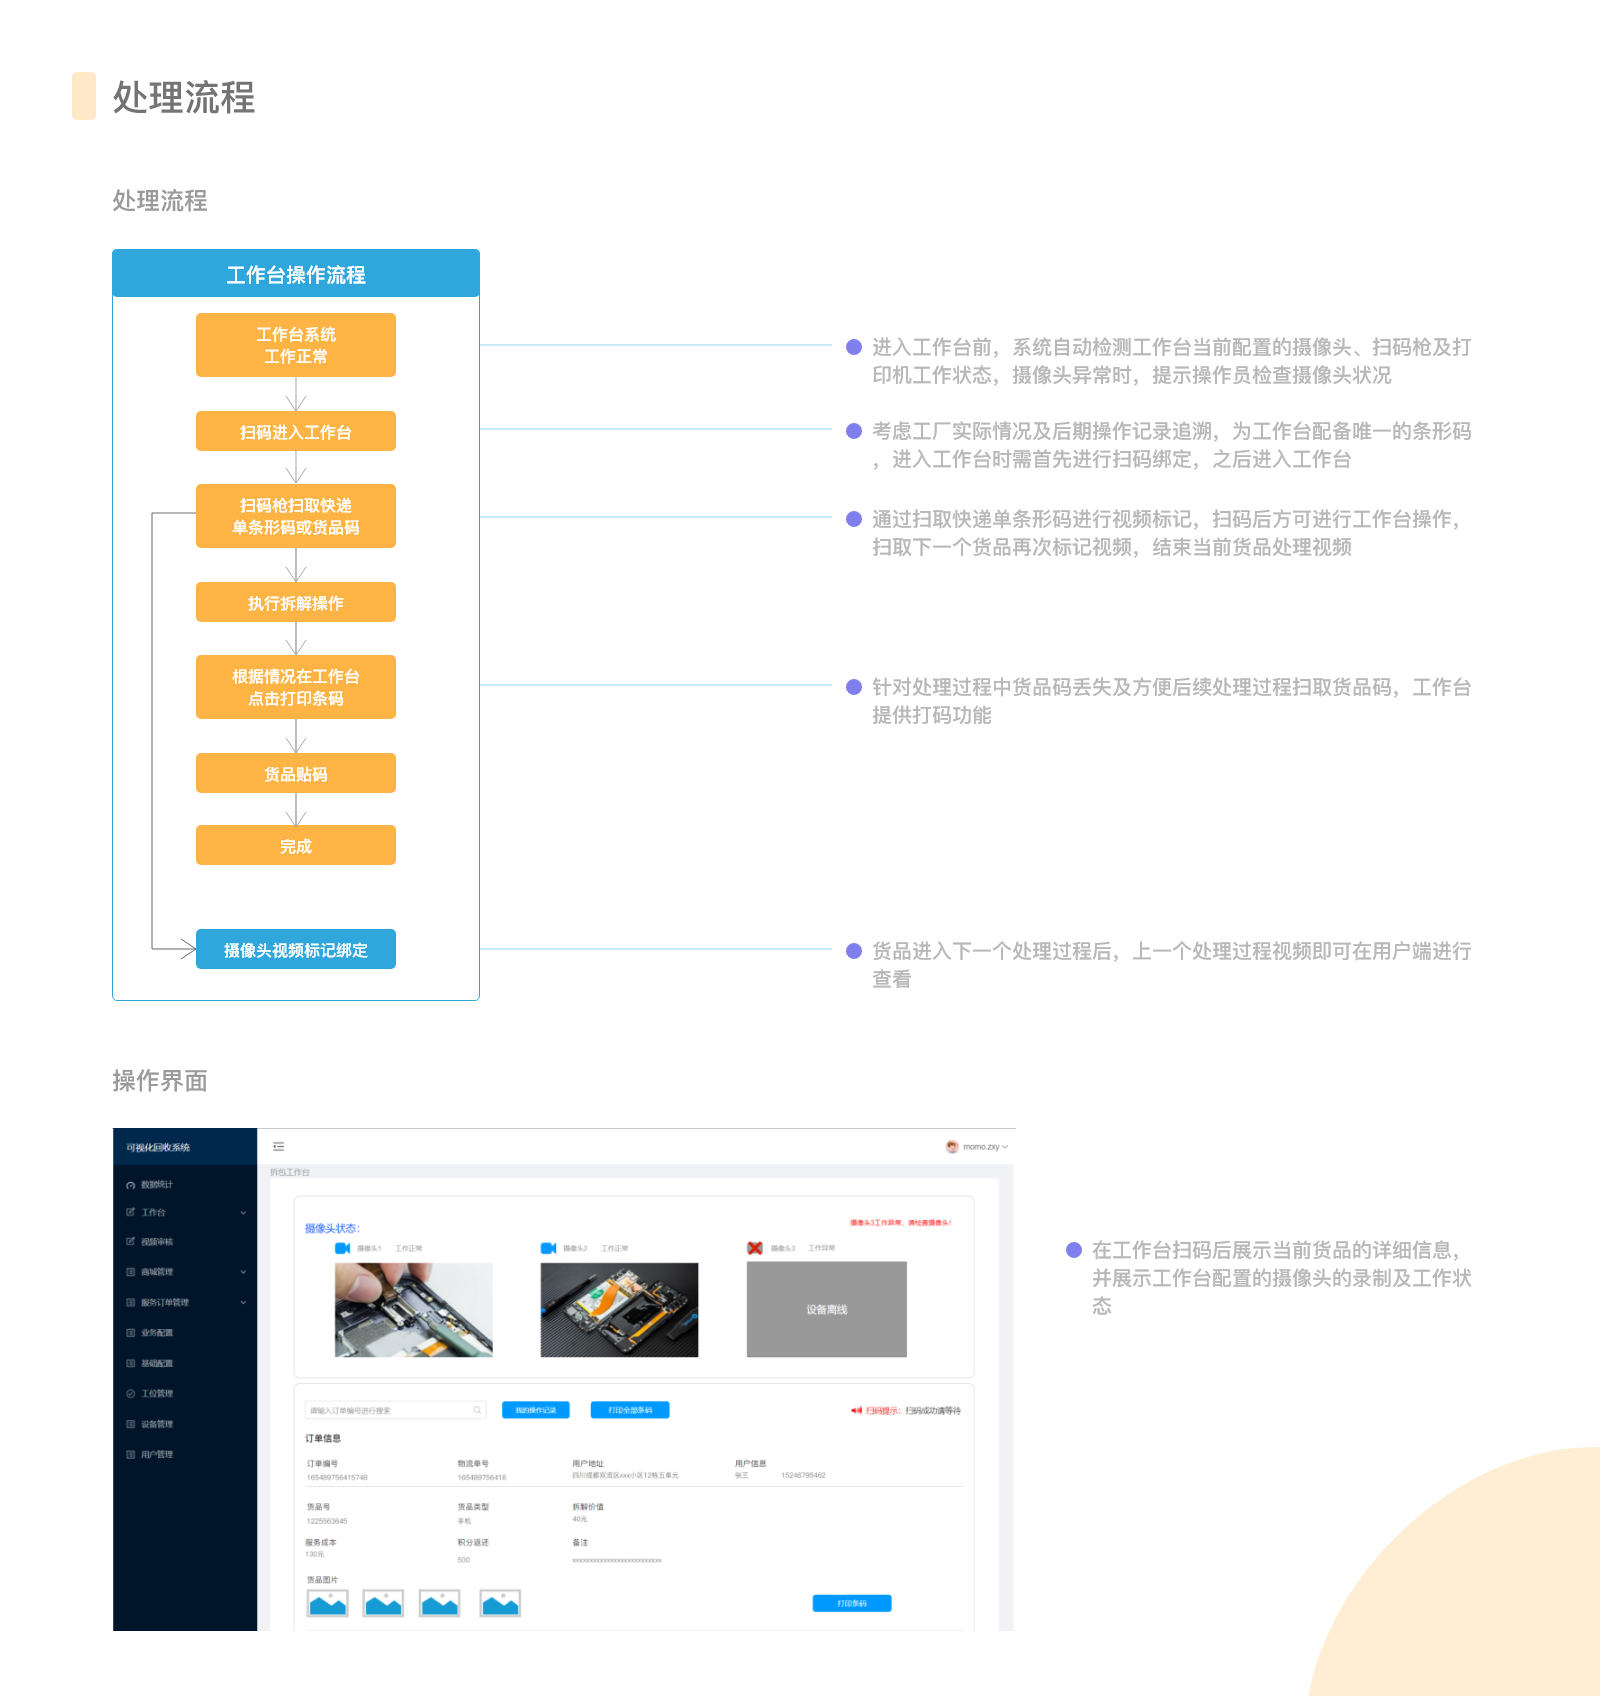 处理流程
处理流程
工作台操作流程
工作台系统
工作正常
扫码进入工作台
扫码枪扫取快递
单条形码或货品码
执行拆解操作
根据情况在工作台
点击打印条码
货品贴码
完成
摄像头视频标记绑定
进入工作台前，系统自动检测工作台当前配置的摄像头、扫码枪及打
印机工作状态，摄像头异常时，提示操作员检查摄像头状况
考虑工厂实际情况及后期操作记录追溯，为工作台配备唯一的条形码
，进入工作台时需首先进行扫码绑定，之后进入工作台
通过扫取快递单条形码进行视频标记，扫码后方可进行工作台操作，
扫取下一个货品再次标记视频，结束当前货品处理视频
针对处理过程中货品码丢失及方便后续处理过程扫取货品码，工作台
提供打码功能
货品进入下一个处理过程后，上一个处理过程视频即可在用户端进行
查看
操作界面
可视化回收系统
momo.zxy
数据统计
工作台
视频审核
商城管理
服务订单管理
业务配置
基础配置
工位管理
设备管理
用户管理
拆包工作台
摄像头3工作异常，请检查摄像头！
摄像头状态：
摄像头1 工作正常
摄像头2 工作正常
摄像头3 工作异常
设备离线
请输入订单编号进行搜索
我的操作记录
打印全部条码
扫码提示：扫码成功请等待
订单信息
订单编号 物流单号 用户地址 用户信息
165489756415748 165489756418 四川成都双流区xxx小区12栋五单元 张三 15246795462
货品号 货品类型 拆解价值
1225563645 手机 40元
服务成本 积分返还 备注
130元 500 xxxxxxxxxxxxxxxxxxxxxxxxxx
货品图片
打印条码
在工作台扫码后展示当前货品的详细信息，
并展示工作台配置的摄像头的录制及工作状
态